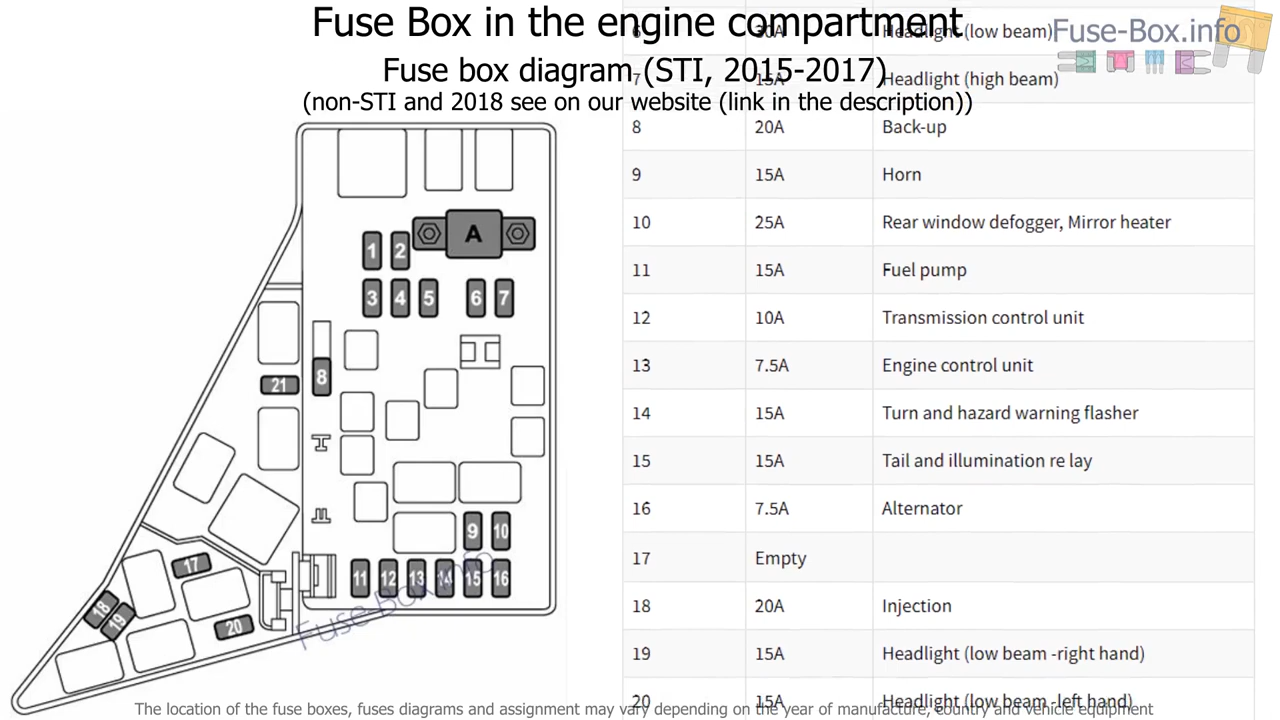 Fuse Box in the engine compartment
Fuse box diagram (STI, 2015-2017)
(non-STI and 2018 see on our website (link in the description))
Fuse-Box.info
6 30A Headlight (low beam)
7 15A Headlight (high beam)
8 20A Back-up
9 15A Horn
10 25A Rear window defogger, Mirror heater
11 15A Fuel pump
12 10A Transmission control unit
13 7.5A Engine control unit
14 15A Turn and hazard warning flasher
15 15A Tail and illumination re lay
16 7.5A Alternator
17 Empty
18 20A Injection
19 15A Headlight (low beam -right hand)
20 15A Headlight (low beam -left hand)
A
1 2
3 4 5 6 7
8
21
9 10
17
11 12 13 14 15 16
18 19
20
Fuse-Box.info
The location of the fuse boxes, fuses diagrams and assignment may vary depending on the year of manufacture, country and vehicle equipment